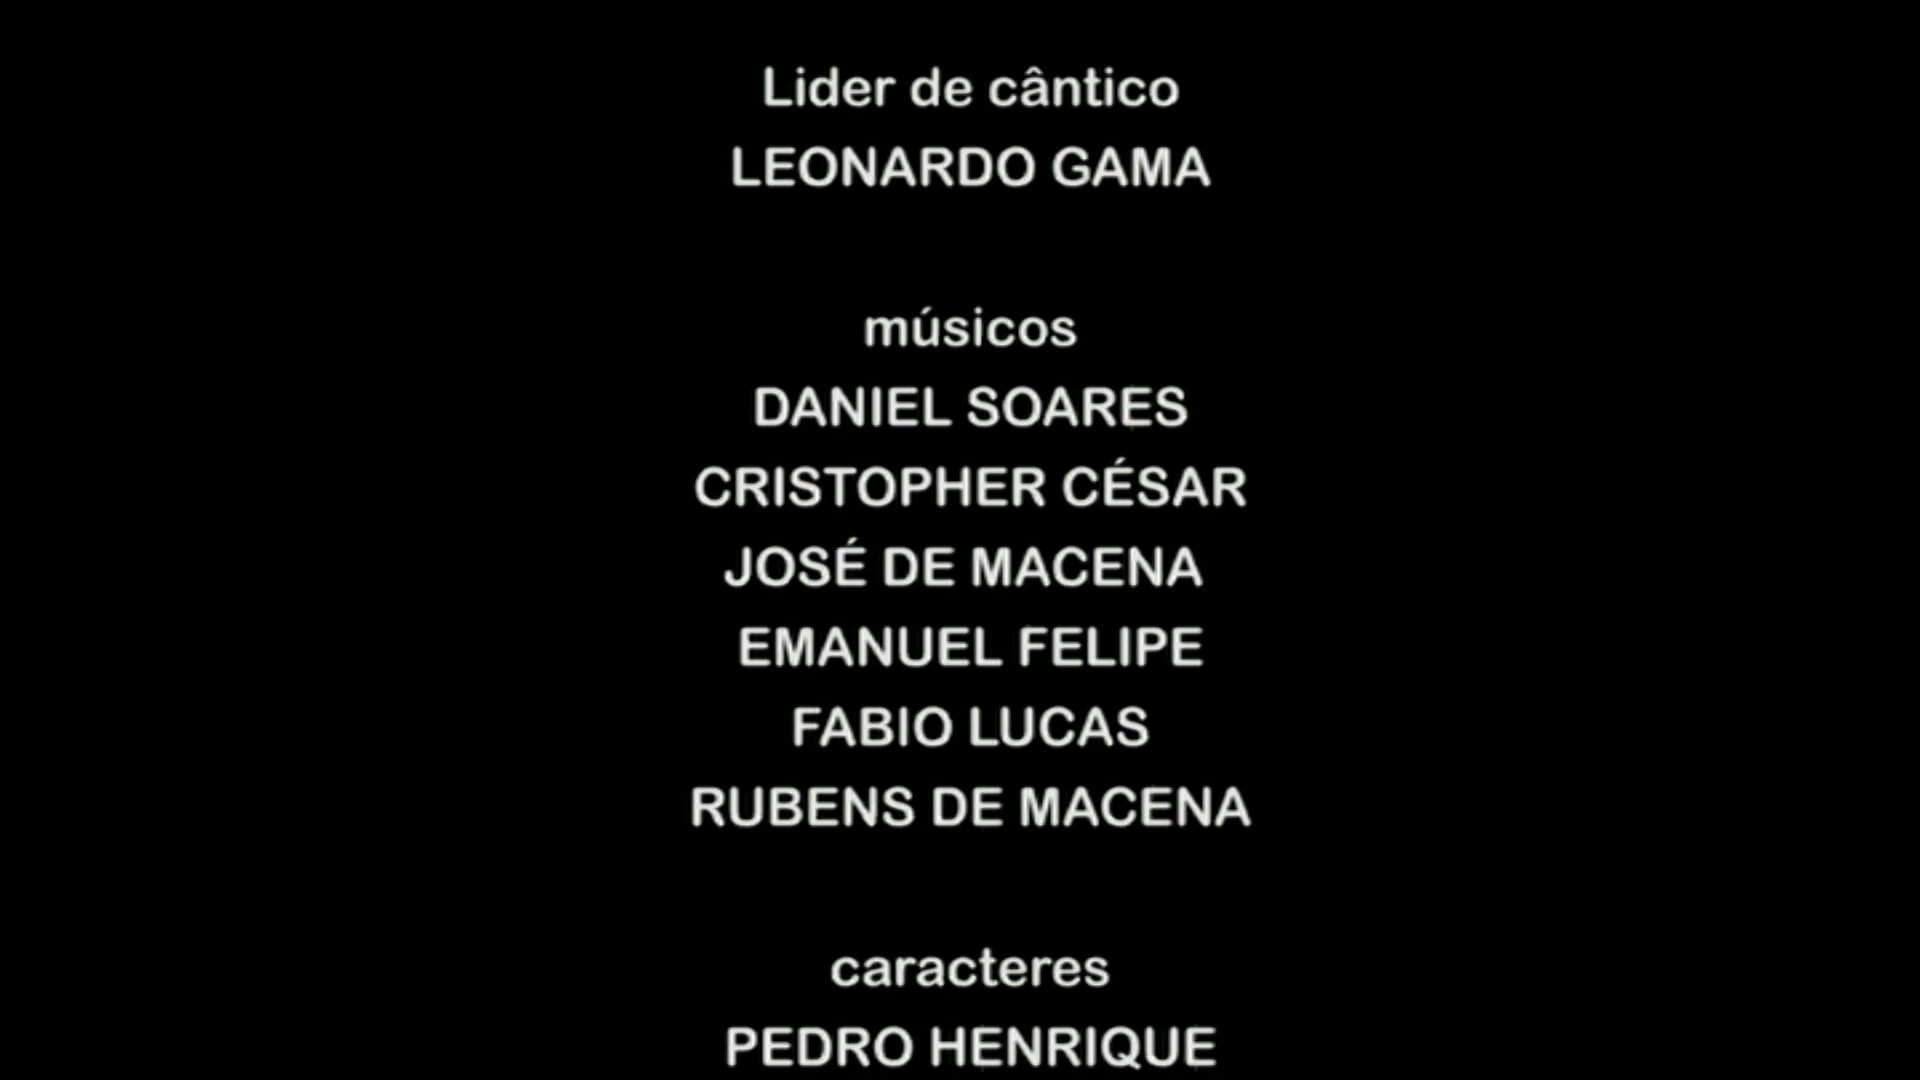 Lider de cântico
LEONARDO GAMA
músicos
DANIEL SOARES
CRISTOPHER CÉSAR
JOSÉ DE MACENA
EMANUEL FELIPE
FABIO LUCAS
RUBENS DE MACENA
caracteres
PEDRO HENRIQUE